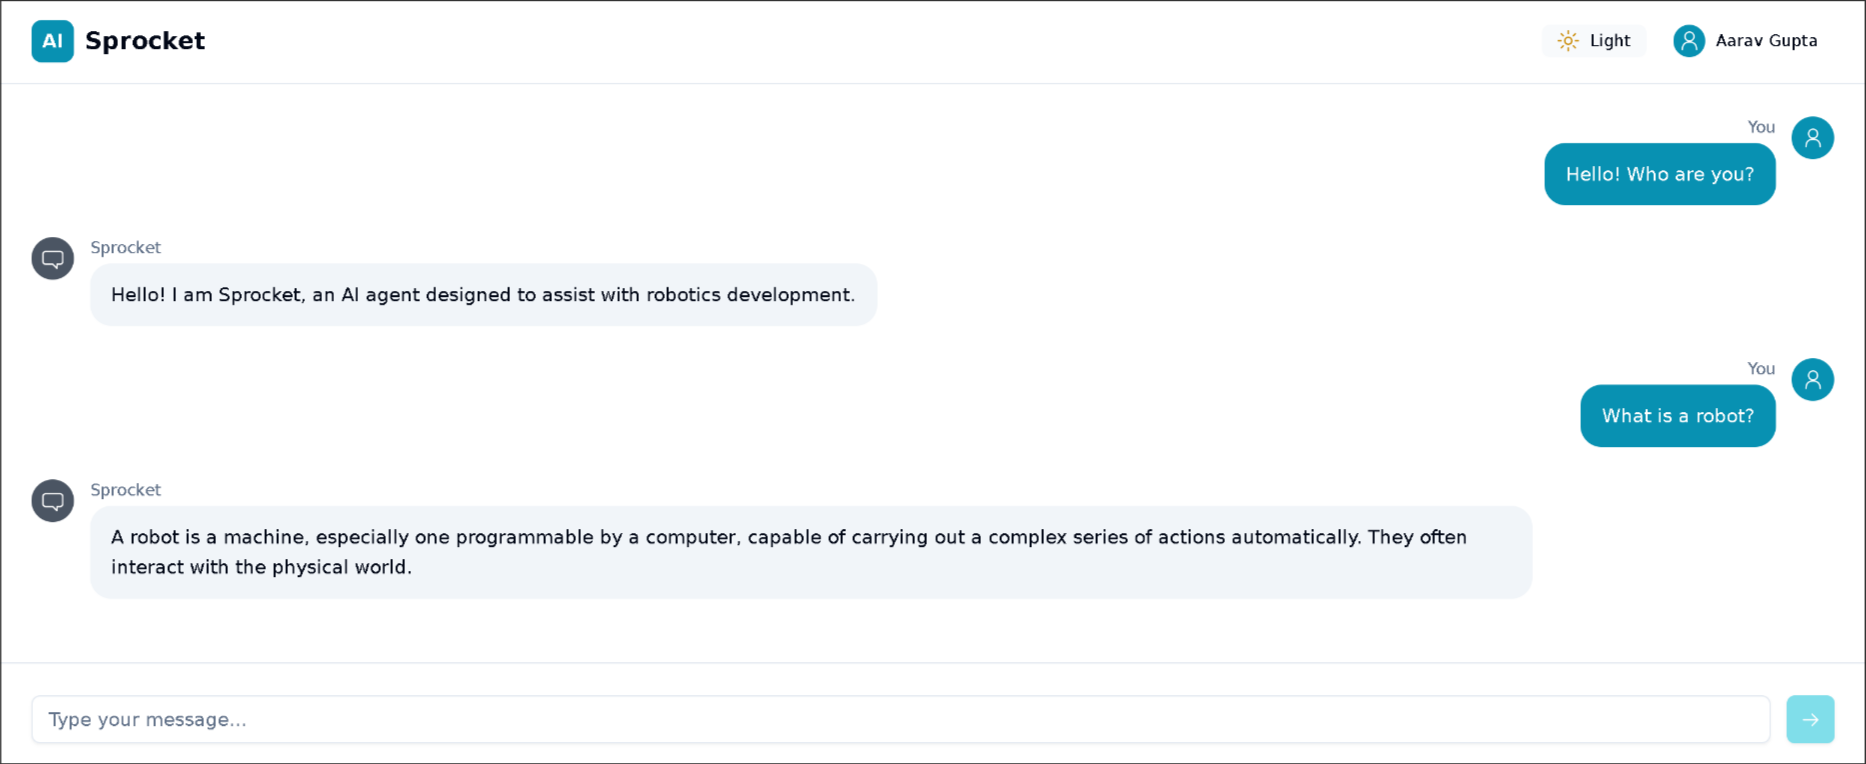 AI Sprocket Light Aarav Gupta
You
Hello! Who are you?
Sprocket
Hello! I am Sprocket, an AI agent designed to assist with robotics development.
You
What is a robot?
Sprocket
A robot is a machine, especially one programmable by a computer, capable of carrying out a complex series of actions automatically. They often
interact with the physical world.
Type your message...